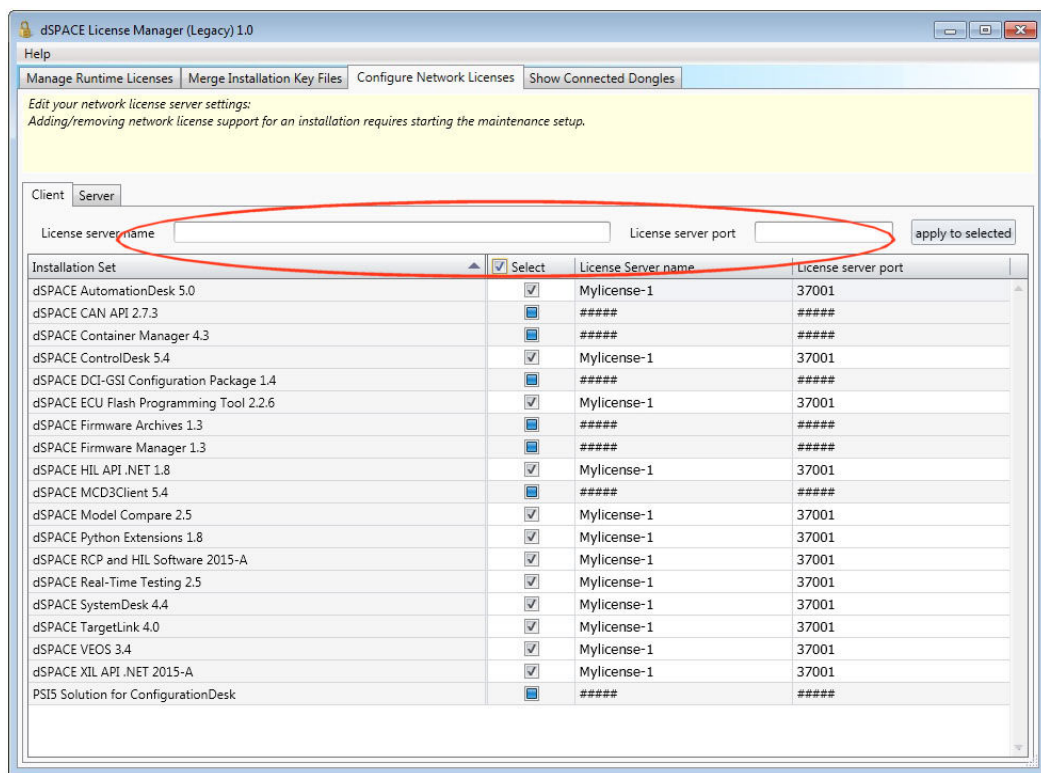 dSPACE License Manager (Legacy) 1.0
Help
Manage Runtime Licenses Merge Installation Key Files Configure Network Licenses Show Connected Dongles
Edit your network license server settings:
Adding/removing network license support for an installation requires starting the maintenance setup.
Client Server
License server name License server port apply to selected
Installation Set Select License Server name License server port
dSPACE AutomationDesk 5.0 Mylicense-1 37001
dSPACE CAN API 2.7.3 ##### #####
dSPACE Container Manager 4.3 ##### #####
dSPACE ControlDesk 5.4 Mylicense-1 37001
dSPACE DCI-GSI Configuration Package 1.4 ##### #####
dSPACE ECU Flash Programming Tool 2.2.6 Mylicense-1 37001
dSPACE Firmware Archives 1.3 ##### #####
dSPACE Firmware Manager 1.3 ##### #####
dSPACE HIL API .NET 1.8 Mylicense-1 37001
dSPACE MCD3Client 5.4 ##### #####
dSPACE Model Compare 2.5 Mylicense-1 37001
dSPACE Python Extensions 1.8 Mylicense-1 37001
dSPACE RCP and HIL Software 2015-A Mylicense-1 37001
dSPACE Real-Time Testing 2.5 Mylicense-1 37001
dSPACE SystemDesk 4.4 Mylicense-1 37001
dSPACE TargetLink 4.0 Mylicense-1 37001
dSPACE VEOS 3.4 Mylicense-1 37001
dSPACE XIL API .NET 2015-A Mylicense-1 37001
PSI5 Solution for ConfigurationDesk ##### #####